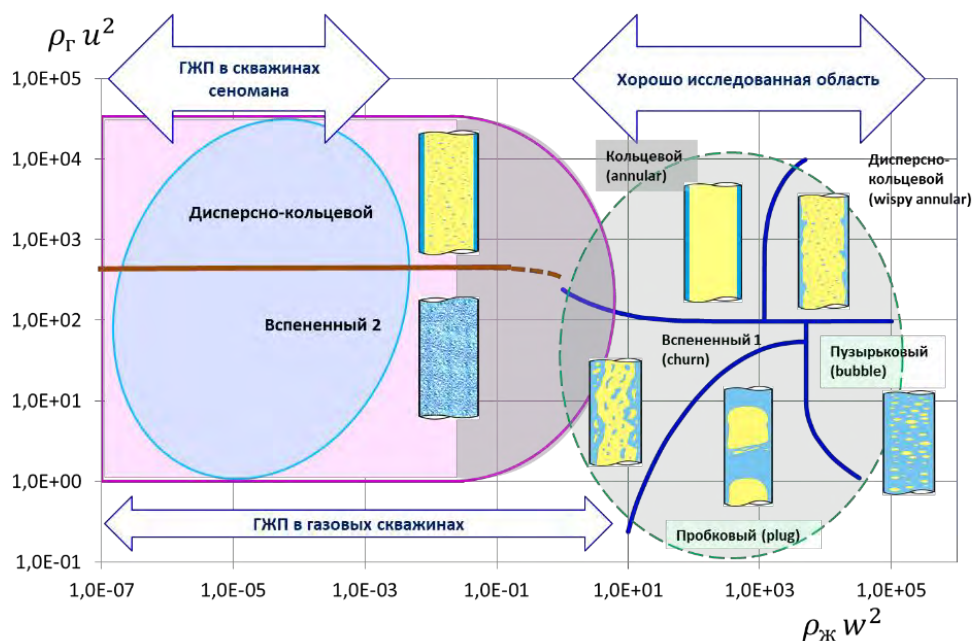 ρ_г u²
ГЖП в скважинах
сеномана
Хорошо исследованная область
1,0E+05
1,0E+04
1,0E+03
1,0E+02
1,0E+01
1,0E+00
1,0E-01
Кольцевой
(annular)
Дисперсно-
кольцевой
(wispy annular)
Дисперсно-кольцевой
Вспененный 2
Вспененный 1
(churn)
Пузырьковый
(bubble)
ГЖП в газовых скважинах
Пробковый (plug)
1,0E-07
1,0E-05
1,0E-03
1,0E-01
1,0E+01
1,0E+03
1,0E+05
ρ_ж w²